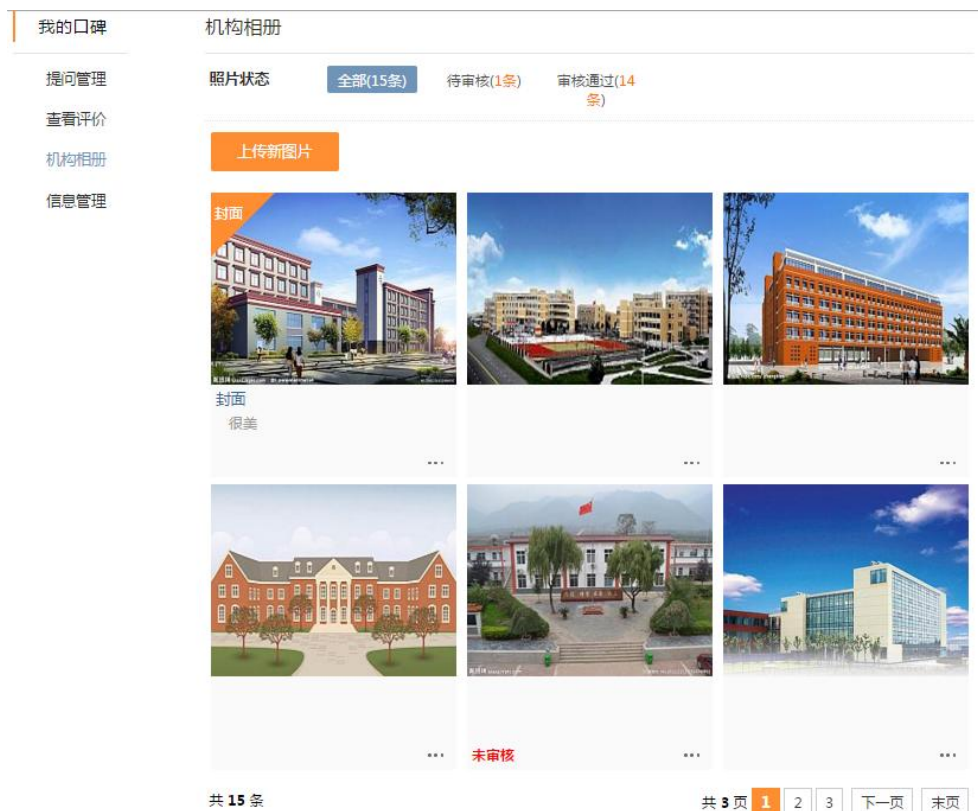 我的口碑
机构相册
提问管理
查看评价
机构相册
信息管理
照片状态
全部(15条)
待审核(1条)
审核通过(14
条)
上传新图片
封面
封面
很美
...
...
...
...
未审核
...
...
共 15 条
共 3 页 1 2 3 下一页 末页